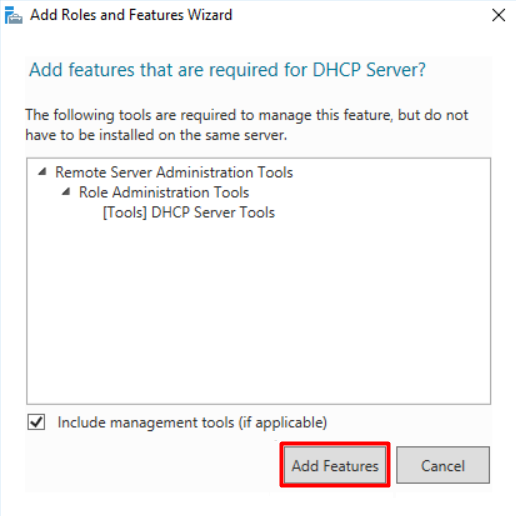 Add Roles and Features Wizard
Add features that are required for DHCP Server?
The following tools are required to manage this feature, but do not
have to be installed on the same server.
Remote Server Administration Tools
Role Administration Tools
[Tools] DHCP Server Tools
Include management tools (if applicable)
Add Features
Cancel